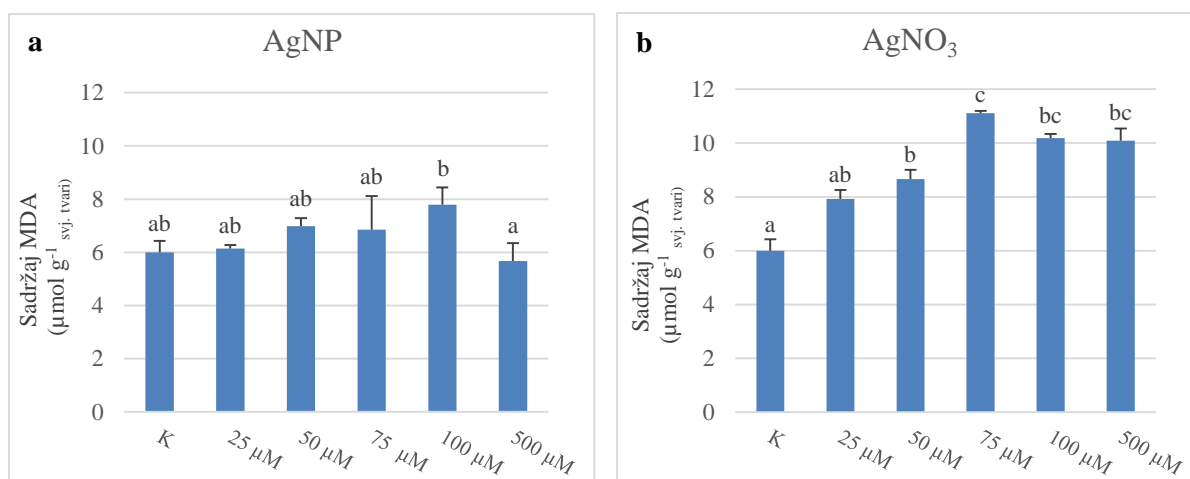 a
AgNP
Sadržaj MDA
(µmol g⁻¹ svj. tvari)
12
10
8
6
4
2
0
ab
ab
ab
ab
b
a
K
25 µM
50 µM
75 µM
100 µM
500 µM
b
AgNO₃
Sadržaj MDA
(µmol g⁻¹ svj. tvari)
12
10
8
6
4
2
0
a
ab
b
c
bc
bc
K
25 µM
50 µM
75 µM
100 µM
500 µM